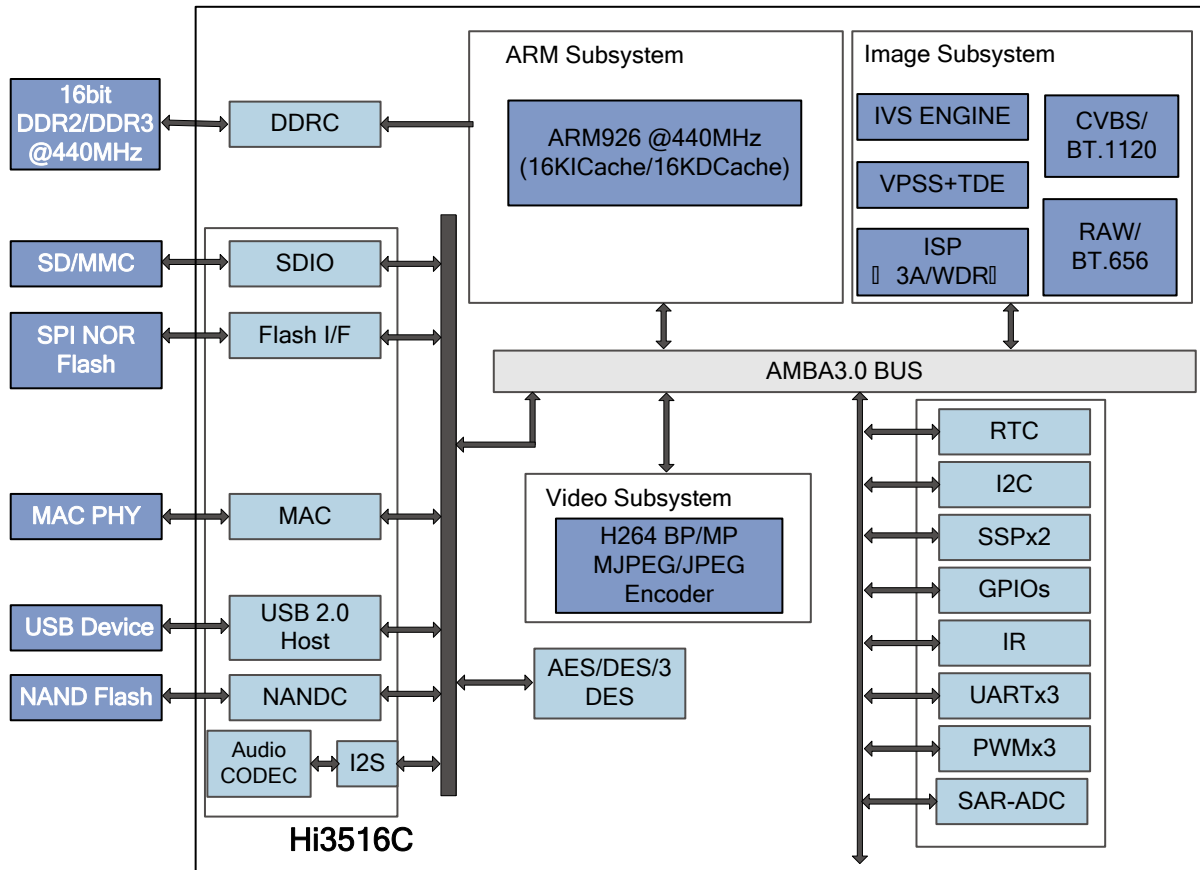 ARM Subsystem
Image Subsystem
16bit
DDR2/DDR3
@440MHz
DDRC
ARM926 @440MHz
(16KICache/16KDCache)
IVS ENGINE
CVBS/
BT.1120
VPSS+TDE
ISP
3A/WDR
RAW/
BT.656
SD/MMC
SDIO
SPI NOR
Flash
Flash I/F
AMBA3.0 BUS
MAC PHY
MAC
Video Subsystem
H264 BP/MP
MJPEG/JPEG
Encoder
USB Device
USB 2.0
Host
NAND Flash
NANDC
AES/DES/3
DES
Audio
CODEC
I2S
RTC
I2C
SSPx2
GPIOs
IR
UARTx3
PWMx3
SAR-ADC
Hi3516C